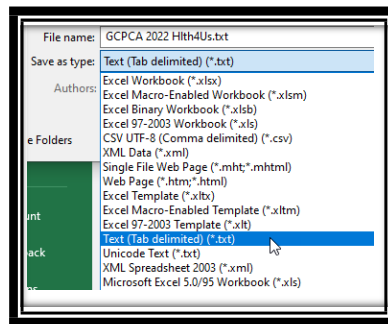 File name: GCPCA 2022 Hlth4Us.txt
Save as type: Text (Tab delimited) (*.txt)
Excel Workbook (*.xlsx)
Authors: Excel Macro-Enabled Workbook (*.xlsm)
Excel Binary Workbook (*.xlsb)
Excel 97-2003 Workbook (*.xls)
e Folders CSV UTF-8 (Comma delimited) (*.csv)
XML Data (*.xml)
Single File Web Page (*.mht;*.mhtml)
Web Page (*.htm;*.html)
Excel Template (*.xltx)
Excel Macro-Enabled Template (*.xltm)
unt Excel 97-2003 Template (*.xlt)
Text (Tab delimited) (*.txt)
ack Unicode Text (*.txt)
XML Spreadsheet 2003 (*.xml)
Microsoft Excel 5.0/95 Workbook (*.xls)